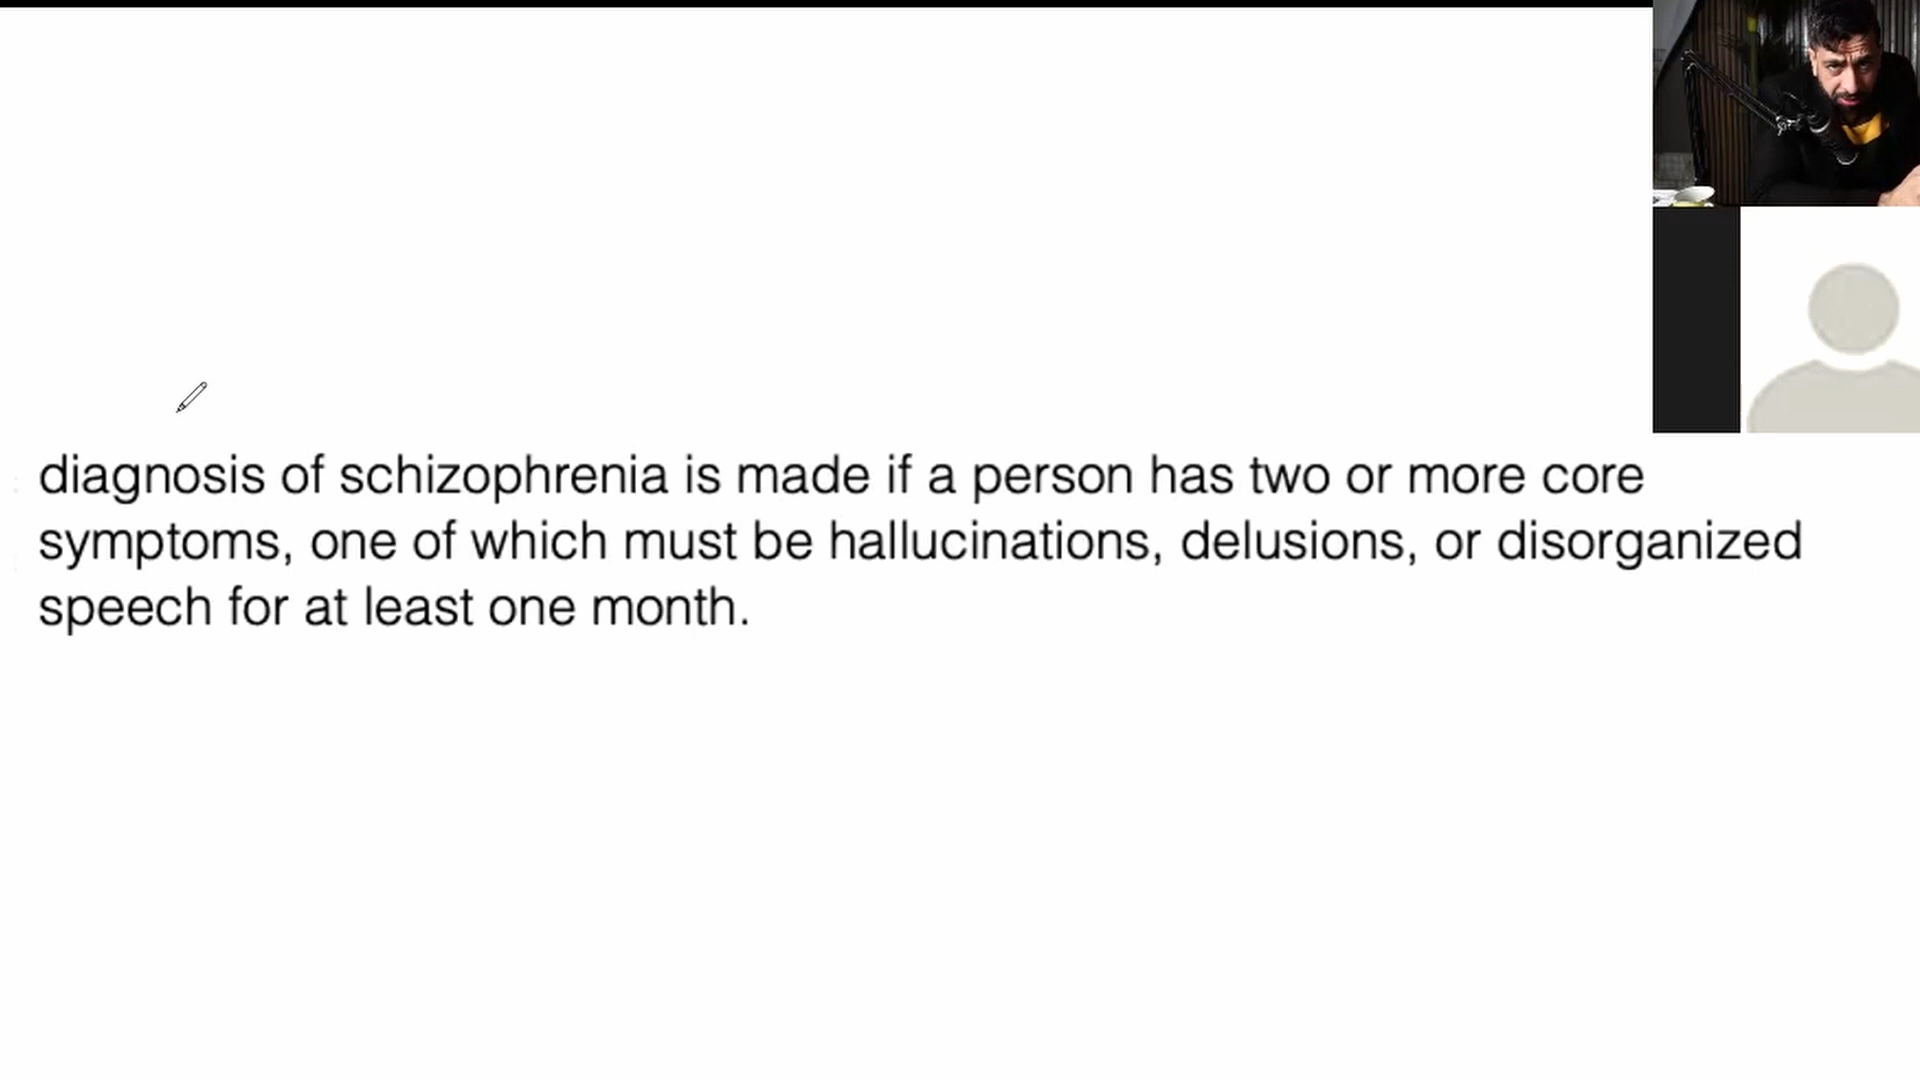 diagnosis of schizophrenia is made if a person has two or more core
symptoms, one of which must be hallucinations, delusions, or disorganized
speech for at least one month.